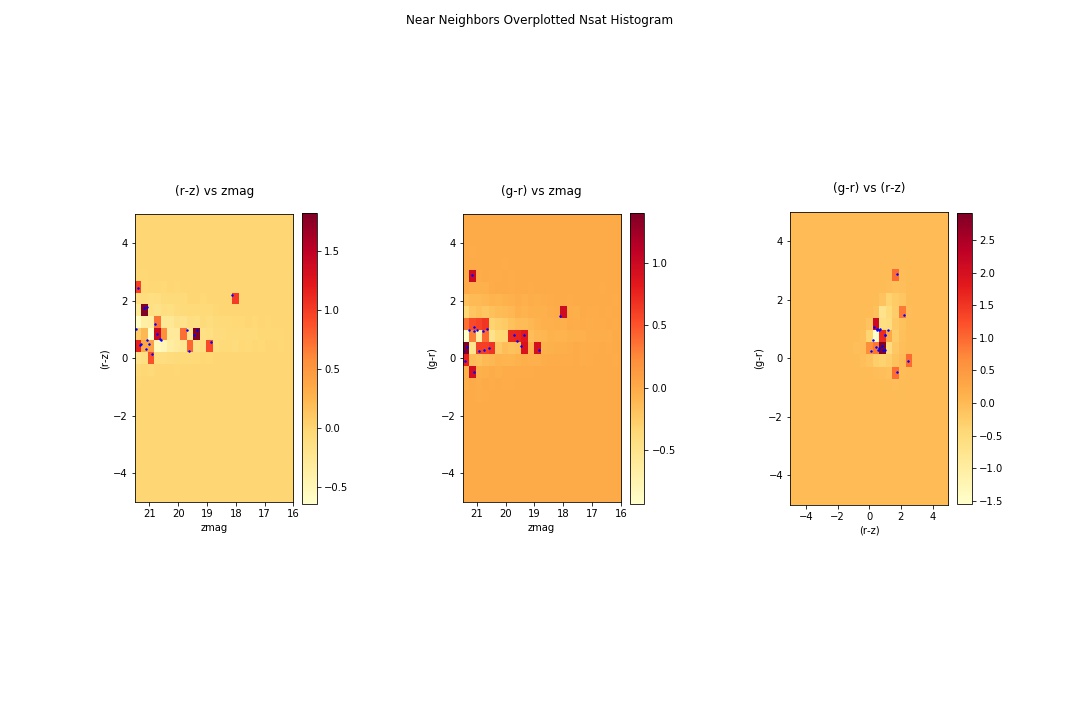 Near Neighbors Overplotted Nsat Histogram
(r-z) vs zmag
(g-r) vs zmag
(g-r) vs (r-z)
4
2
0
−2
−4
(r-z)
21 20 19 18 17 16
zmag
1.5
1.0
0.5
0.0
−0.5
4
2
0
−2
−4
(g-r)
21 20 19 18 17 16
zmag
1.0
0.5
0.0
−0.5
4
2
0
−2
−4
(g-r)
−4 −2 0 2 4
(r-z)
2.5
2.0
1.5
1.0
0.5
0.0
−0.5
−1.0
−1.5